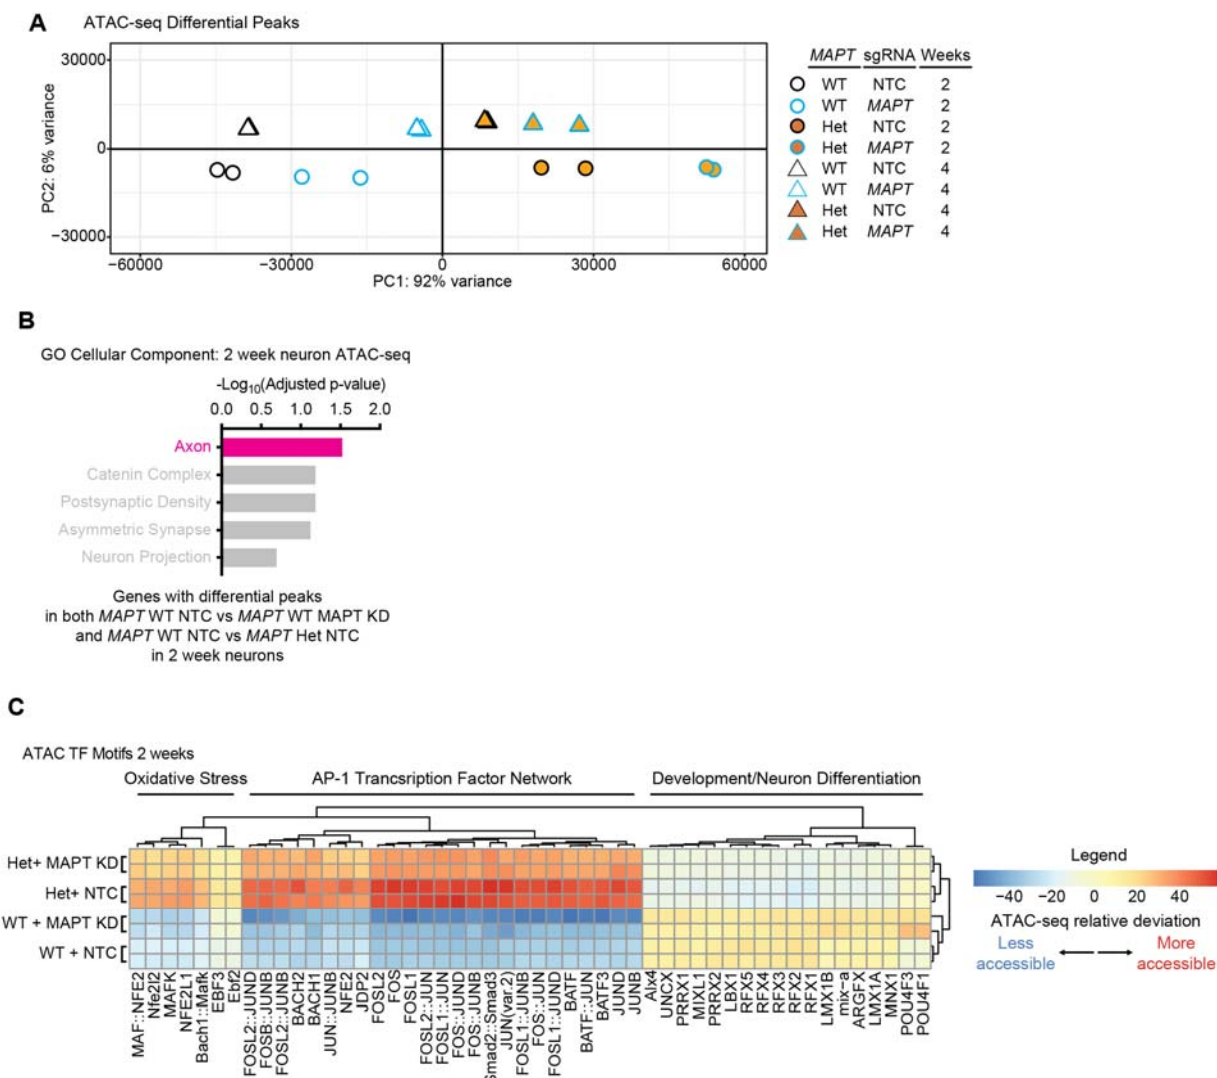 A
ATAC-seq Differential Peaks
PC2: 6% variance
30000
0
−30000
−60000 −30000 0 30000 60000
PC1: 92% variance
MAPT sgRNA Weeks
WT NTC 2
WT MAPT 2
Het NTC 2
Het MAPT 2
WT NTC 4
WT MAPT 4
Het NTC 4
Het MAPT 4
B
GO Cellular Component: 2 week neuron ATAC-seq
-Log10(Adjusted p-value)
0.0 0.5 1.0 1.5 2.0
Axon
Catenin Complex
Postsynaptic Density
Asymmetric Synapse
Neuron Projection
Genes with differential peaks
in both MAPT WT NTC vs MAPT WT MAPT KD
and MAPT WT NTC vs MAPT Het NTC
in 2 week neurons
C
ATAC TF Motifs 2 weeks
Oxidative Stress AP-1 Trancsription Factor Network Development/Neuron Differentiation
Het+ MAPT KD
Het+ NTC
WT + MAPT KD
WT + NTC
MAF::NFE2
Nfe2l2
MAFK
NFE2L1
Bach1::Mafk
EBF3
Ebf2
FOSL2::JUND
FOSB::JUNB
FOSL2::JUNB
BACH2
BACH1
JUN::JUNB
NFE2
JDP2
FOSL2
FOS
FOSL1
FOSL2::JUN
FOSL1::JUN
FOS::JUND
FOS::JUNB
Smad2::Smad3
JUN(var.2)
FOSL1::JUNB
FOS::JUN
FOSL1::JUND
BATF
BATF::JUN
BATF3
JUND
JUNB
Alx4
UNCX
PRRX1
MIXL1
PRRX2
LBX1
RFX5
RFX4
RFX3
RFX2
RFX1
LMX1B
mix-a
ARGFX
LMX1A
MNX1
POU4F3
POU4F1
Legend
−40 −20 0 20 40
ATAC-seq relative deviation
Less
accessible
More
accessible